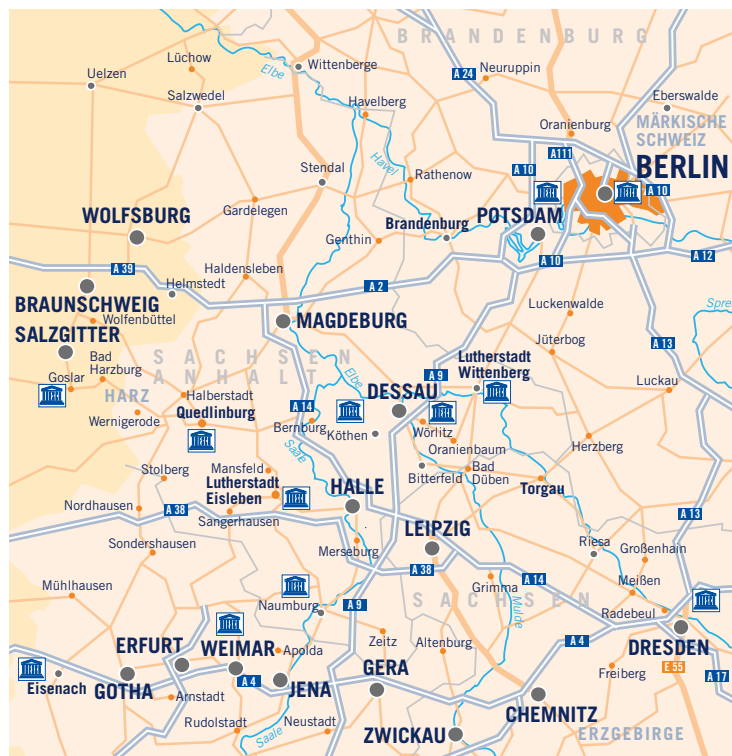 BRANDENBURG
Lüchow
Wittenberge
Elbe
A 24
Neuruppin
Uelzen
Salzwedel
Havelberg
Eberswalde
Oranienburg
MÄRKISCHE
SCHWEIZ
A111
Havel
Stendal
Rathenow
A 10
BERLIN
A 10
Gardelegen
WOLFSBURG
Brandenburg
POTSDAM
Genthin
A 39
Helmstedt
Haldensleben
A 2
A 10
A 12
BRAUNSCHWEIG
Wolfenbüttel
SALZGITTER
MAGDEBURG
Luckenwalde
Spre
Jüterbog
A 13
SACHSEN
ANHALT
Bad
Harzburg
Goslar
HARZ
Elbe
A 9
Lutherstadt
Wittenberg
Luckau
DESSAU
Halberstadt
Quedlinburg
Wernigerode
A 14
Bernburg
Köthen
Wörlitz
Oranienbaum
Herzberg
Saale
Stolberg
Mansfeld
Lutherstadt
Eisleben
Bitterfeld
Bad
Düben
Torgau
HALLE
Nordhausen
A 38
Sangerhausen
A 13
LEIPZIG
Sondershausen
Merseburg
Riesa
Großenhain
A 38
Mühlhausen
A 14
Grimma
Meißen
Naumburg
A 9
SACHSEN
Mulde
Radebeul
DRESDEN
Zeitz
Altenburg
A 4
ERFURT
WEIMAR
Apolda
E 55
Eisenach
GOTHA
A 4
JENA
GERA
Freiberg
A 17
Arnstadt
CHEMNITZ
Rudolstadt
Saale
Neustadt
ZWICKAU
ERZGEBIRGE